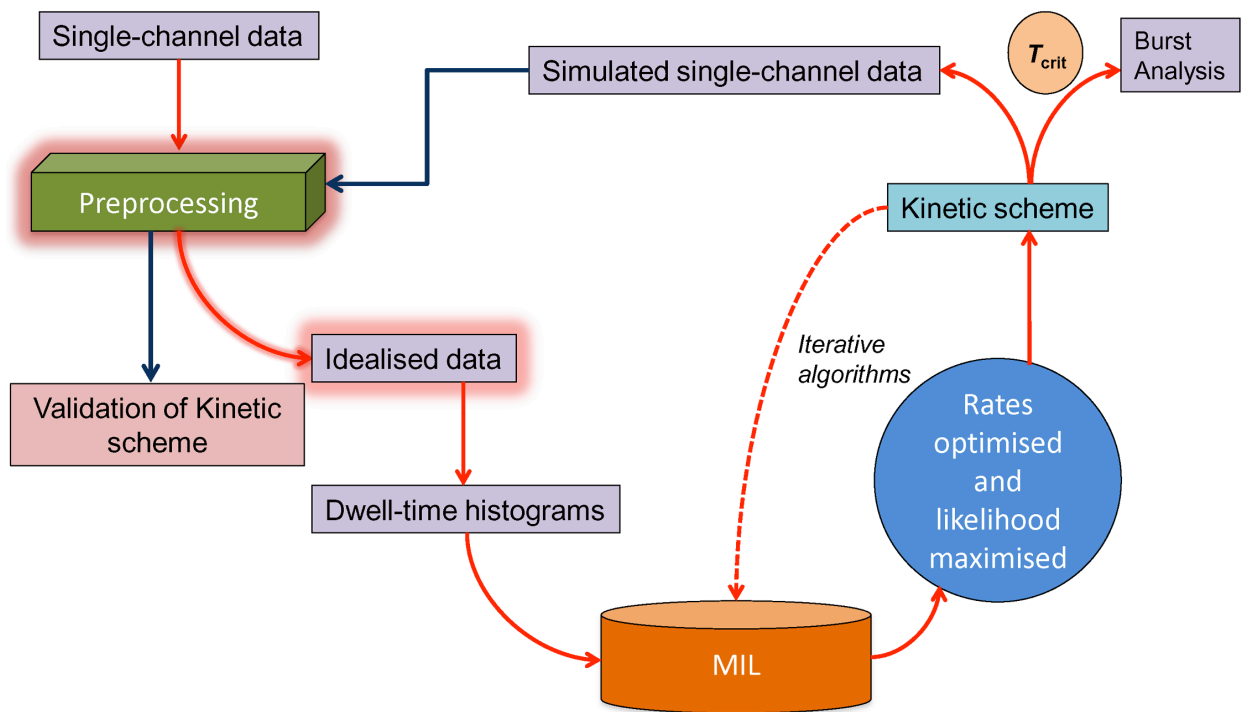 Single-channel data
Simulated single-channel data
Tcrit
Burst
Analysis
Preprocessing
Kinetic scheme
Idealised data
Iterative
algorithms
Validation of Kinetic
scheme
Rates
optimised
and
likelihood
maximised
Dwell-time histograms
MIL